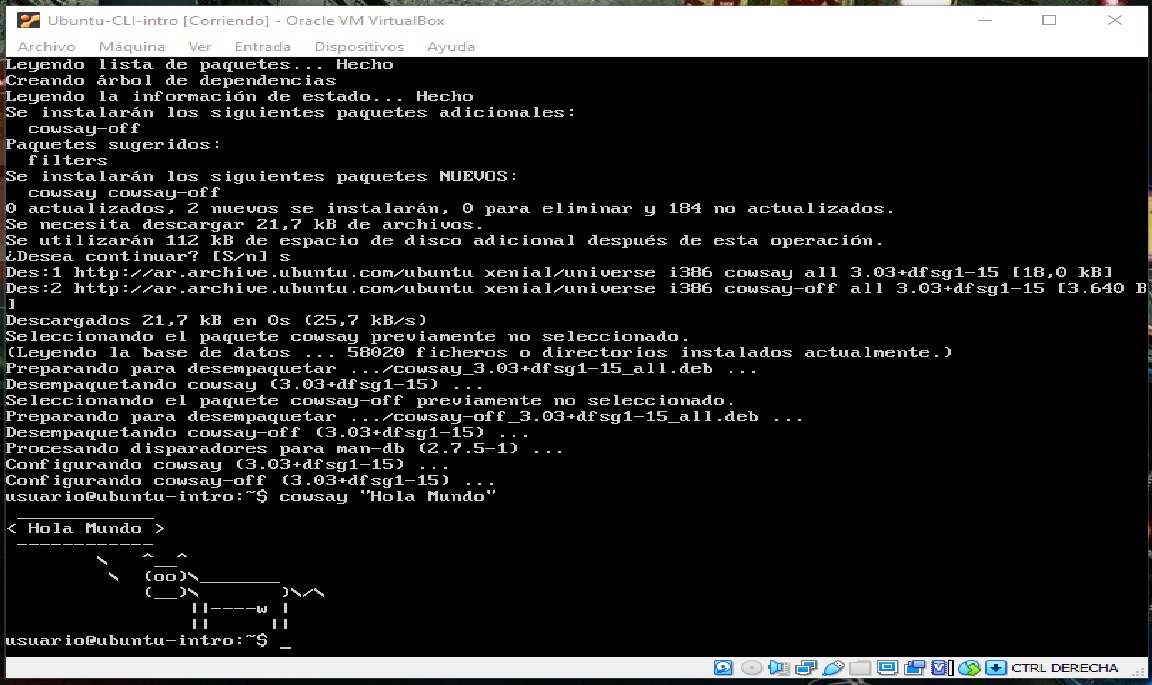 Ubuntu-CLI-intro [Corriendo] - Oracle VM VirtualBox
Archivo Máquina Ver Entrada Dispositivos Ayuda
Leyendo lista de paquetes... Hecho
Creando árbol de dependencias
Leyendo la información de estado... Hecho
Se instalarán los siguientes paquetes adicionales:
  cowsay-off
Paquetes sugeridos:
  filters
Se instalarán los siguientes paquetes NUEVOS:
  cowsay cowsay-off
0 actualizados, 2 nuevos se instalarán, 0 para eliminar y 184 no actualizados.
Se necesita descargar 21,7 kB de archivos.
Se utilizarán 112 kB de espacio de disco adicional después de esta operación.
¿Desea continuar? [S/n] s
Des:1 http://ar.archive.ubuntu.com/ubuntu xenial/universe i386 cowsay all 3.03+dfsg1-15 [18,0 kB]
Des:2 http://ar.archive.ubuntu.com/ubuntu xenial/universe i386 cowsay-off all 3.03+dfsg1-15 [3.640 B
]
Descargados 21,7 kB en 0s (25,7 kB/s)
Seleccionando el paquete cowsay previamente no seleccionado.
(Leyendo la base de datos ... 58020 ficheros o directorios instalados actualmente.)
Preparando para desempaquetar .../cowsay_3.03+dfsg1-15_all.deb ...
Desempaquetando cowsay (3.03+dfsg1-15) ...
Seleccionando el paquete cowsay-off previamente no seleccionado.
Preparando para desempaquetar .../cowsay-off_3.03+dfsg1-15_all.deb ...
Desempaquetando cowsay-off (3.03+dfsg1-15) ...
Procesando disparadores para man-db (2.7.5-1) ...
Configurando cowsay (3.03+dfsg1-15) ...
Configurando cowsay-off (3.03+dfsg1-15) ...
usuario@ubuntu-intro:~$ cowsay "Hola Mundo"
 ____________
< Hola Mundo >
 ------------
        \   ^__^
         \  (oo)\_______
            (__)\       )\/\
                ||----w |
                ||     ||
usuario@ubuntu-intro:~$ _
CTRL DERECHA